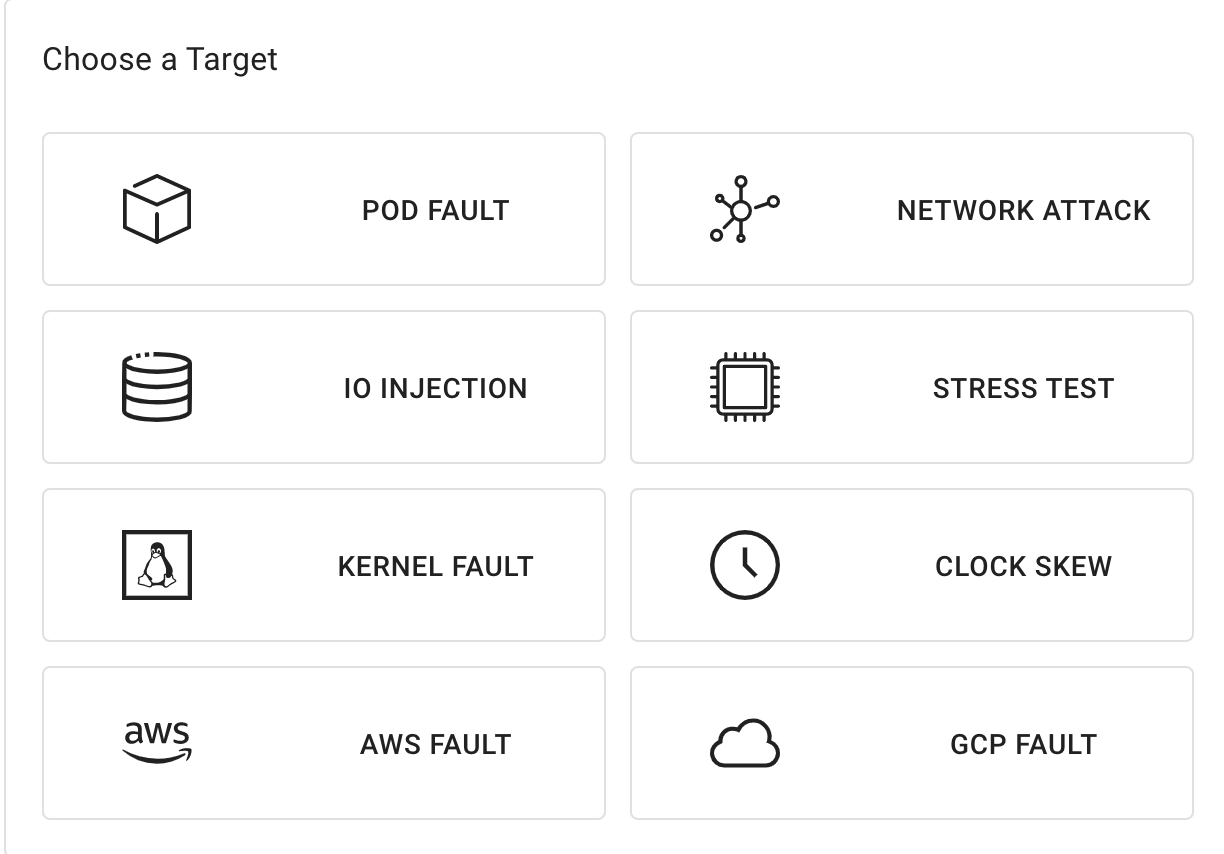 Choose a Target
POD FAULT
NETWORK ATTACK
IO INJECTION
STRESS TEST
KERNEL FAULT
CLOCK SKEW
aws
AWS FAULT
GCP FAULT